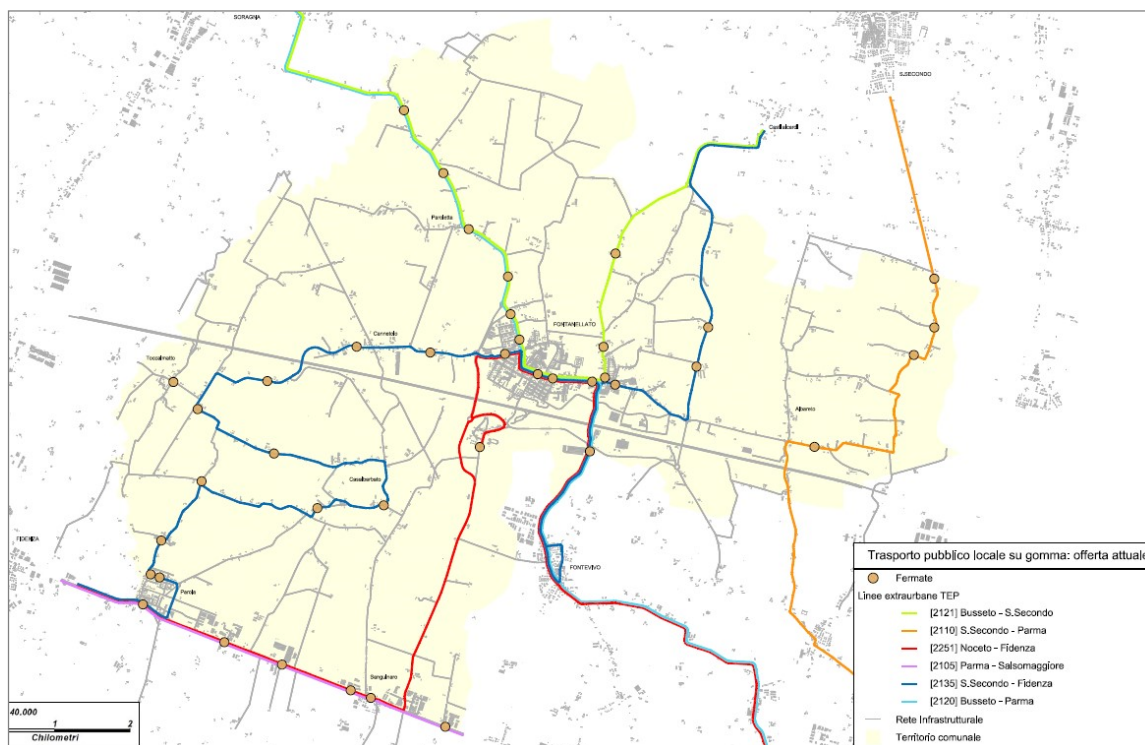 SORAGNA
S.SECONDO
Castellaicardi
Paroletta
FONTANELLATO
Cannetolo
Toccalmatto
Albareto
Casalbarbato
FIDENZA
FONTEVIVO
Parola
Sanguinaro
40.000
1 2
Chilometri
Trasporto pubblico locale su gomma: offerta attuale
Fermate
Linee extraurbane TEP
[2121] Busseto - S.Secondo
[2110] S.Secondo - Parma
[2251] Noceto - Fidenza
[2105] Parma - Salsomaggiore
[2135] S.Secondo - Fidenza
[2120] Busseto - Parma
Rete Infrastrutturale
Territorio comunale